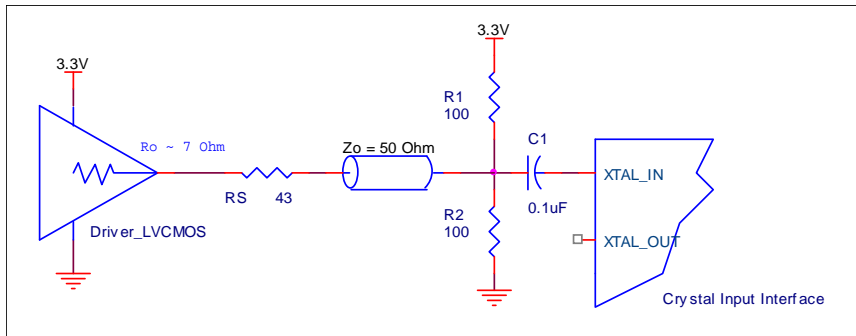 3.3V
3.3V
R1
100
Ro ~ 7 Ohm
Zo = 50 Ohm
C1
XTAL_IN
RS 43
0.1uF
R2
100
Driver_LVCMOS
XTAL_OUT
Crystal Input Interface